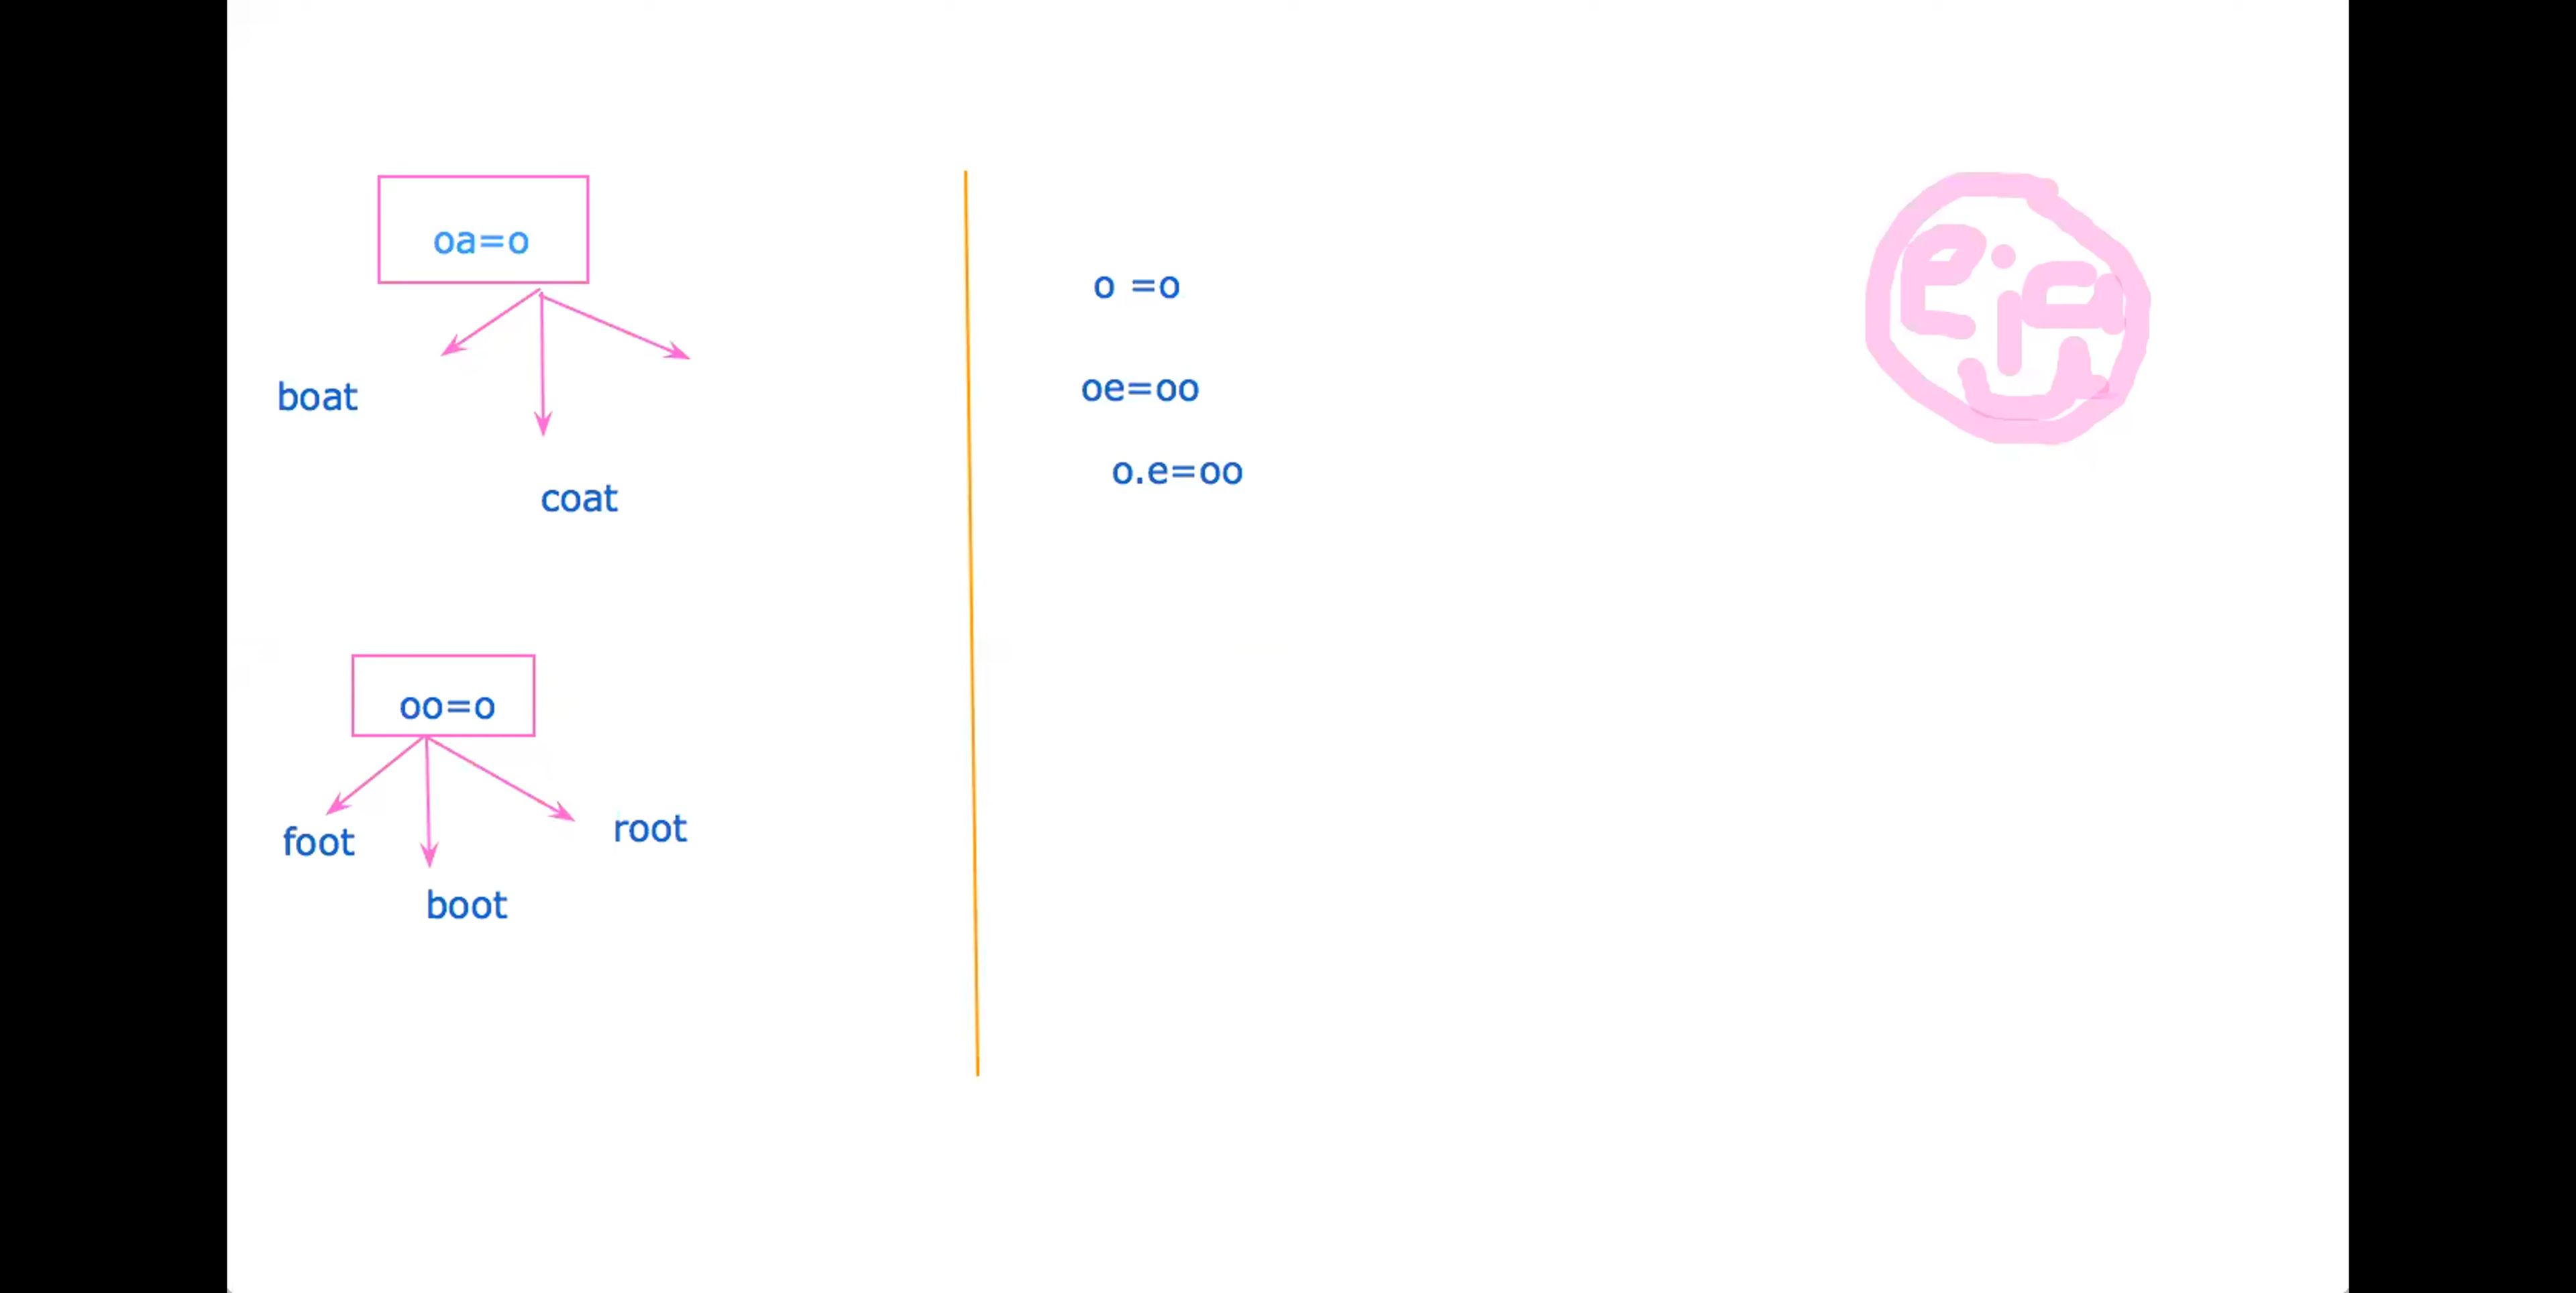 oa=o
boat
coat
oo=o
foot
root
boot
o =o
oe=oo
o.e=oo
e i a
u